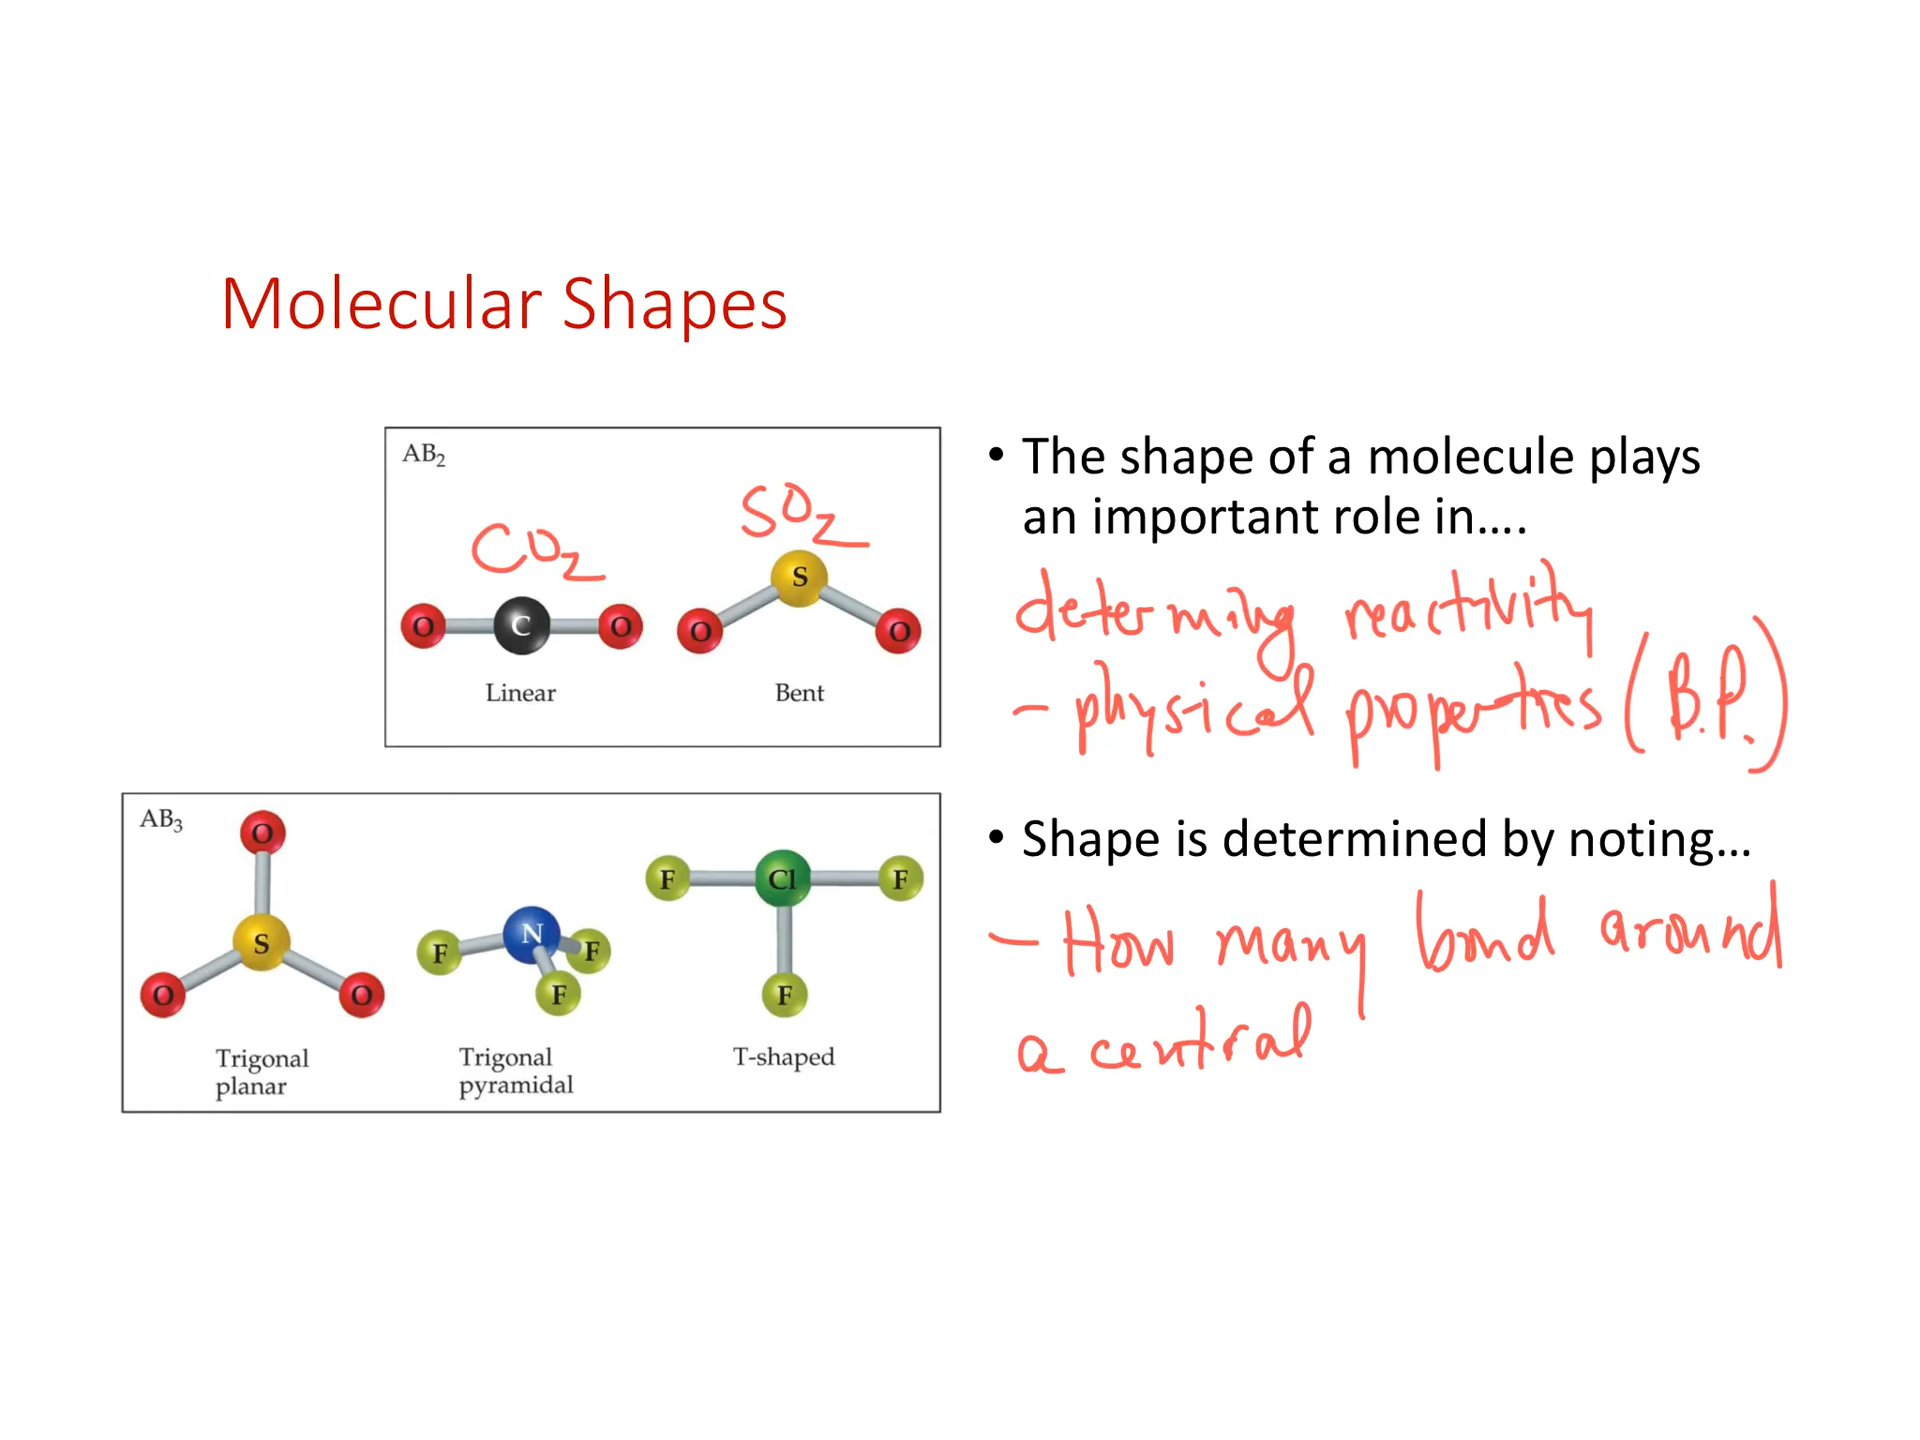 Molecular Shapes
AB₂
CO₂
SO₂
O C O
S
O O
Linear
Bent
AB₃
O
S
O O
Trigonal
planar
N
F F
F
Trigonal
pyramidal
F Cl F
F
T-shaped
• The shape of a molecule plays
an important role in....
determing reactivity
- physical properties (B.P.)
• Shape is determined by noting...
- How many bond around
a central